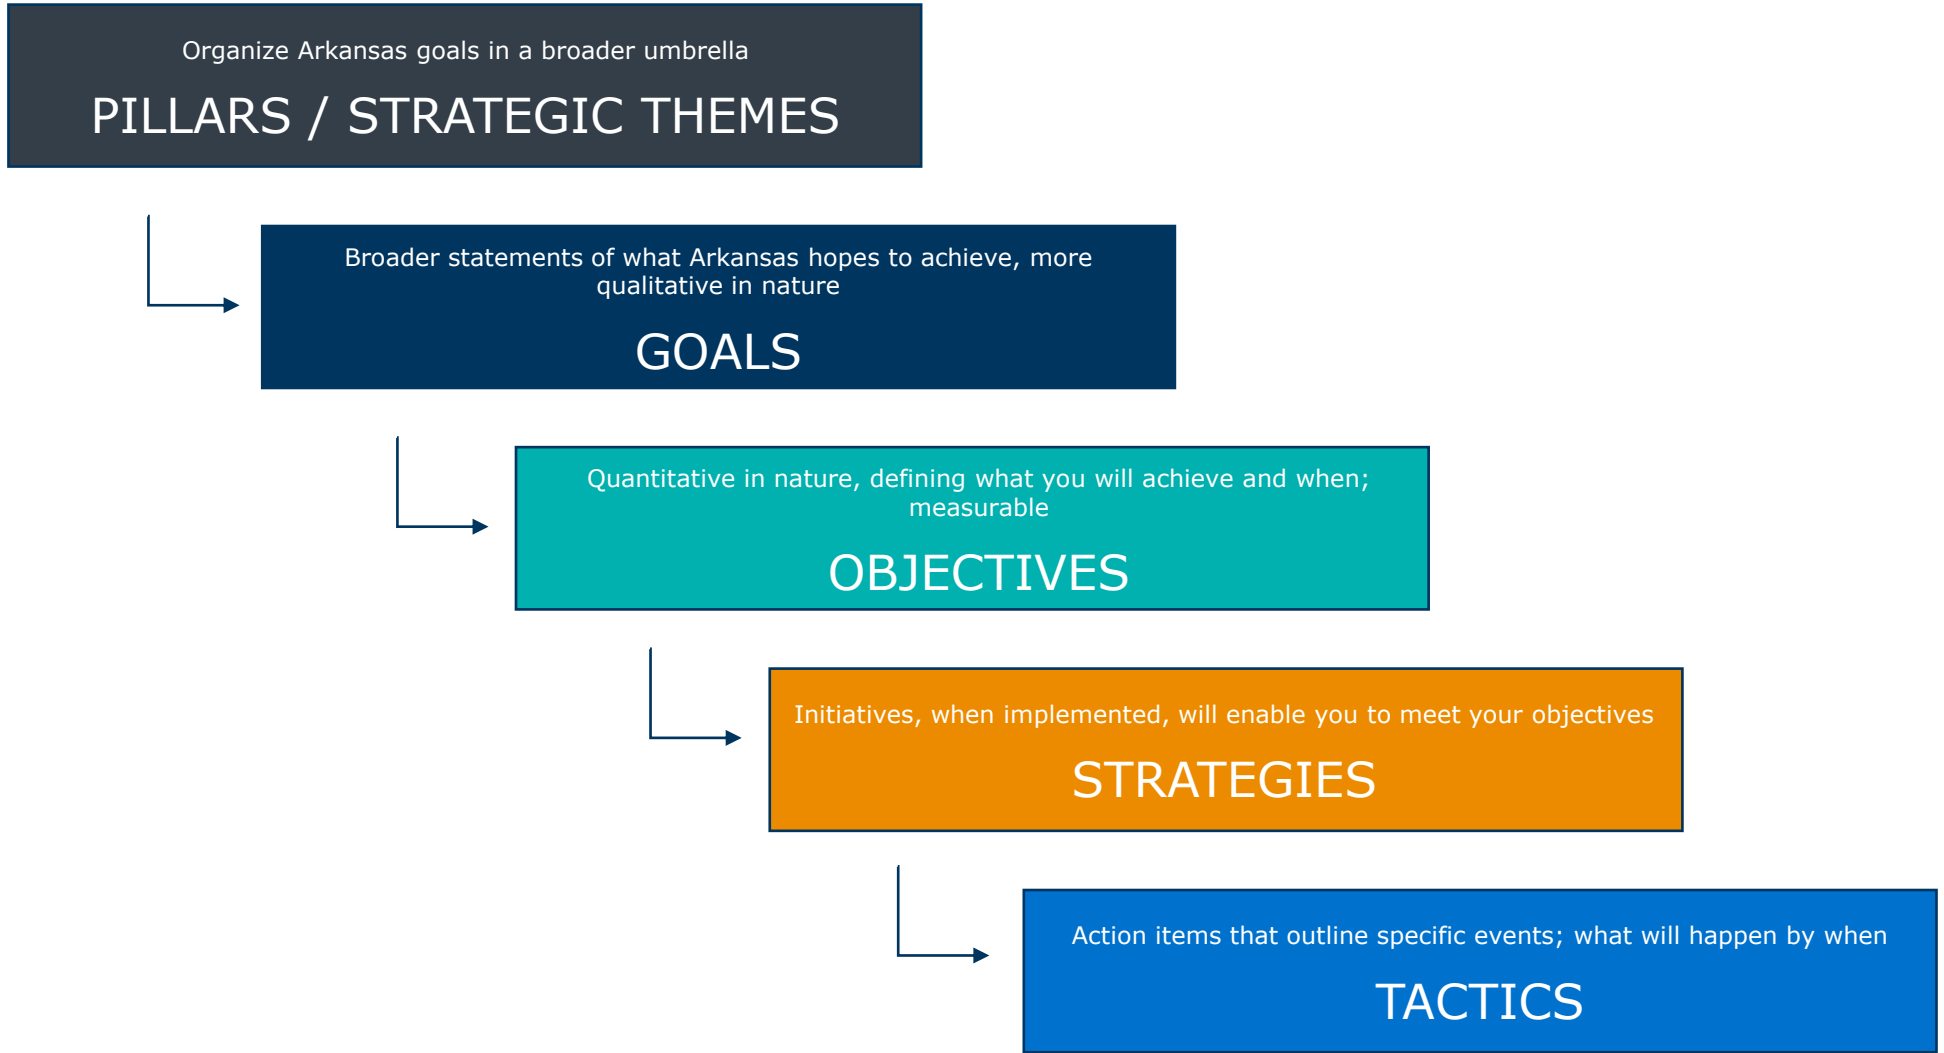 Organize Arkansas goals in a broader umbrella
PILLARS / STRATEGIC THEMES
Broader statements of what Arkansas hopes to achieve, more
qualitative in nature
GOALS
Quantitative in nature, defining what you will achieve and when;
measurable
OBJECTIVES
Initiatives, when implemented, will enable you to meet your objectives
STRATEGIES
Action items that outline specific events; what will happen by when
TACTICS